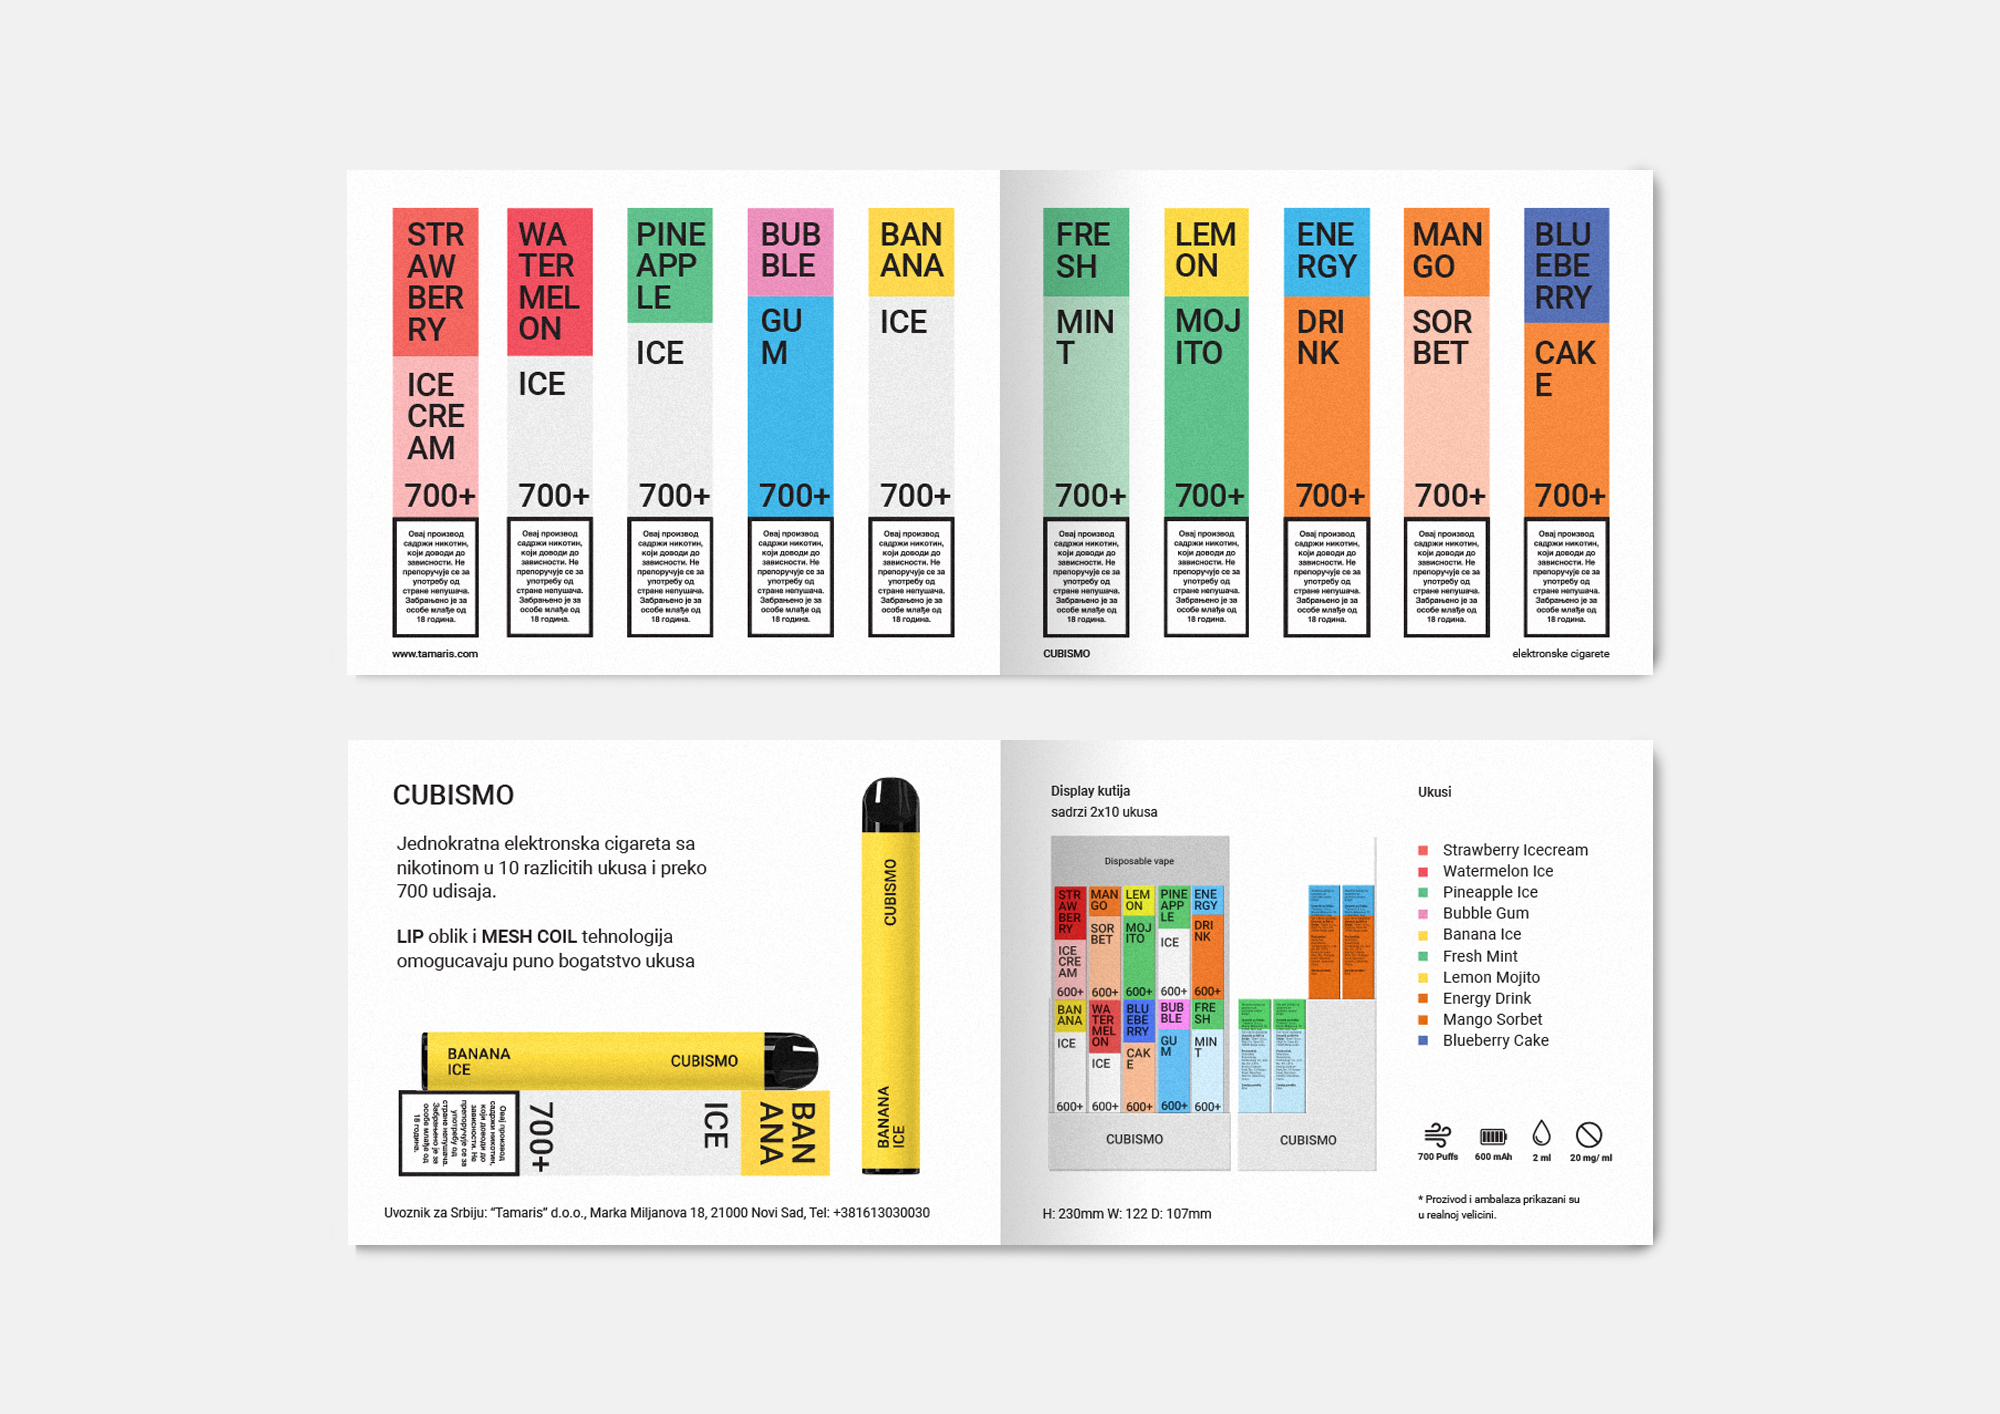 STR
AW
BER
RY
ICE
CRE
AM
700+
Овај производ
садржи никотин,
који доводи до
зависности. Не
препоручује се за
употребу од
стране непушача.
Забрањено је за
особе млађе од
18 година.
WA
TER
MEL
ON
ICE
700+
Овај производ
садржи никотин,
који доводи до
зависности. Не
препоручује се за
употребу од
стране непушача.
Забрањено је за
особе млађе од
18 година.
PINE
APP
LE
ICE
700+
Овај производ
садржи никотин,
који доводи до
зависности. Не
препоручује се за
употребу од
стране непушача.
Забрањено је за
особе млађе од
18 година.
BUB
BLE
GU
M
700+
Овај производ
садржи никотин,
који доводи до
зависности. Не
препоручује се за
употребу од
стране непушача.
Забрањено је за
особе млађе од
18 година.
BAN
ANA
ICE
700+
Овај производ
садржи никотин,
који доводи до
зависности. Не
препоручује се за
употребу од
стране непушача.
Забрањено је за
особе млађе од
18 година.
www.tamaris.com
FRE
SH
MIN
T
700+
Овај производ
садржи никотин,
који доводи до
зависности. Не
препоручује се за
употребу од
стране непушача.
Забрањено је за
особе млађе од
18 година.
LEM
ON
MOJ
ITO
700+
Овај производ
садржи никотин,
који доводи до
зависности. Не
препоручује се за
употребу од
стране непушача.
Забрањено је за
особе млађе од
18 година.
ENE
RGY
DRI
NK
700+
Овај производ
садржи никотин,
који доводи до
зависности. Не
препоручује се за
употребу од
стране непушача.
Забрањено је за
особе млађе од
18 година.
MAN
GO
SOR
BET
700+
Овај производ
садржи никотин,
који доводи до
зависности. Не
препоручује се за
употребу од
стране непушача.
Забрањено је за
особе млађе од
18 година.
BLU
EBE
RRY
CAK
E
700+
Овај производ
садржи никотин,
који доводи до
зависности. Не
препоручује се за
употребу од
стране непушача.
Забрањено је за
особе млађе од
18 година.
CUBISMO
elektronske cigarete
CUBISMO
Jednokratna elektronska cigareta sa
nikotinom u 10 razlicitih ukusa i preko
700 udisaja.
LIP oblik i MESH COIL tehnologija
omogucavaju puno bogatstvo ukusa
BANANA
ICE
CUBISMO
BAN
ANA
ICE
700+
Овај производ
садржи никотин,
који доводи до
зависности. Не
препоручује се за
употребу од
стране непушача.
Забрањено је за
особе млађе од
18 година.
CUBISMO
BANANA
ICE
Uvoznik za Srbiju: “Tamaris” d.o.o., Marka Miljanova 18, 21000 Novi Sad, Tel: +381613030030
Display kutija
sadrzi 2x10 ukusa
Disposable vape
STR
AW
BER
RY
ICE
CRE
AM
600+
MAN
GO
SOR
BET
600+
LEM
ON
MOJ
ITO
600+
PINE
APP
LE
ICE
600+
ENE
RGY
DRI
NK
600+
BAN
ANA
ICE
600+
WA
TER
MEL
ON
ICE
600+
BLU
EBE
RRY
CAK
E
600+
BUB
BLE
GU
M
600+
FRE
SH
MIN
T
600+
CUBISMO
CUBISMO
H: 230mm W: 122 D: 107mm
Ukusi
Strawberry Icecream
Watermelon Ice
Pineapple Ice
Bubble Gum
Banana Ice
Fresh Mint
Lemon Mojito
Energy Drink
Mango Sorbet
Blueberry Cake
700 Puffs
600 mAh
2 ml
20 mg/ ml
* Prozivod i ambalaza prikazani su
u realnoj velicini.